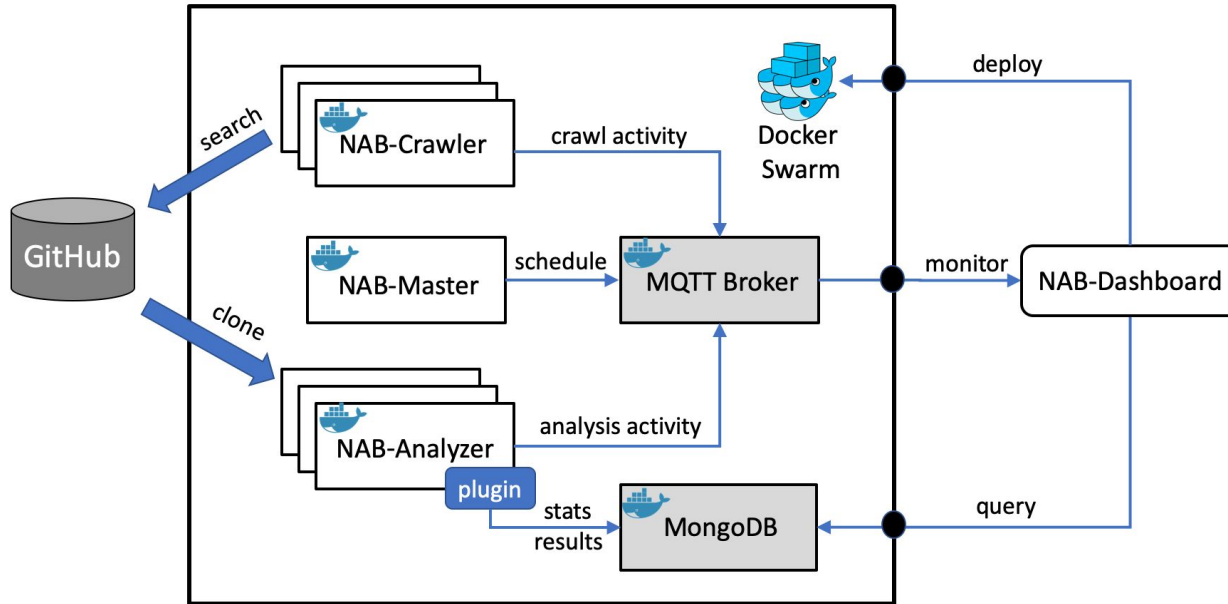 deploy
search
NAB-Crawler
crawl activity
Docker
Swarm
GitHub
NAB-Master
schedule
MQTT Broker
monitor
NAB-Dashboard
clone
NAB-Analyzer
analysis activity
plugin
stats
results
MongoDB
query